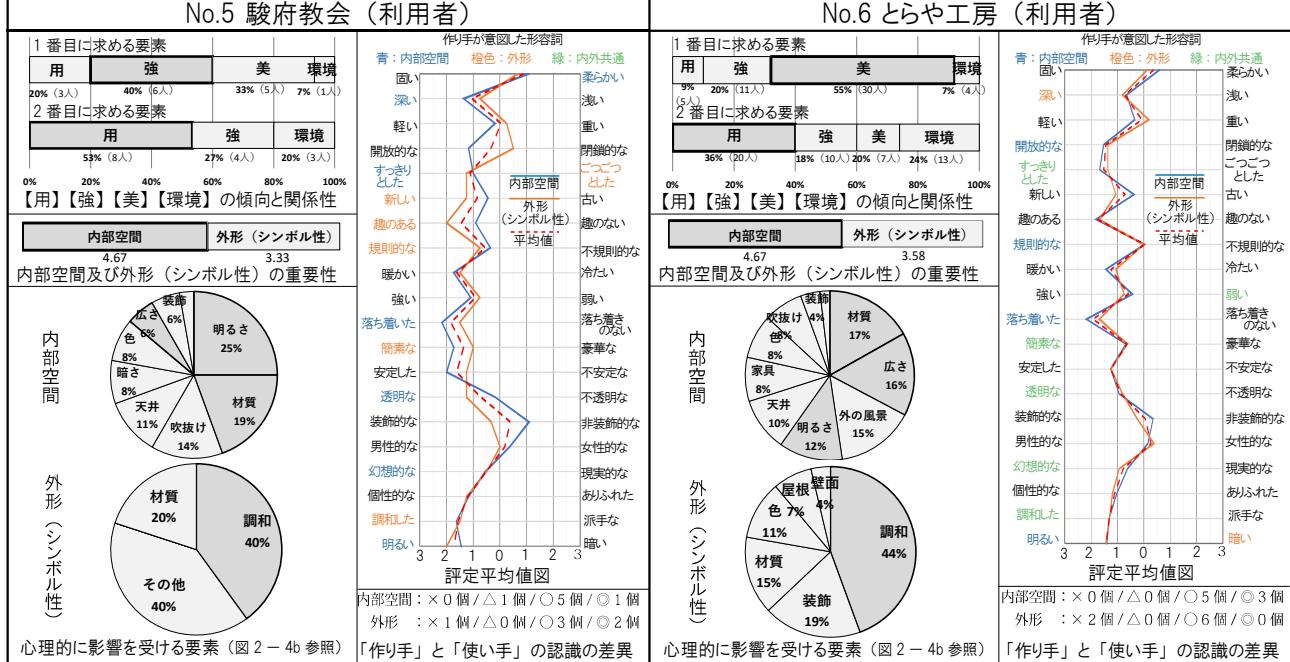 No.5 駿府教会（利用者）
1番目に求める要素
用 強 美 環境
20%（3人） 40%（6人） 33%（5人） 7%（1人）
2番目に求める要素
用 強 環境
53%（8人） 27%（4人） 20%（3人）
0% 20% 40% 60% 80% 100%
【用】【強】【美】【環境】の傾向と関係性
内部空間 外形（シンボル性）
4.67 3.33
内部空間及び外形（シンボル性）の重要性
内部空間
明るさ 25%
材質 19%
吹抜け 14%
天井 11%
暗さ 8%
色 8%
広さ 6%
装飾 6%
外形（シンボル性）
調和 40%
その他 40%
材質 20%
心理的に影響を受ける要素（図2－4b 参照）
作り手が意図した形容詞
青：内部空間 橙色：外形 緑：内外共通
固い 柔らかい
深い 浅い
軽い 重い
開放的な 閉鎖的な
すっきりとした ごつごつとした
新しい 古い
趣のある 趣のない
規則的な 不規則的な
暖かい 冷たい
強い 弱い
落ち着いた 落ち着きのない
簡素な 豪華な
安定した 不安定な
透明な 不透明な
装飾的な 非装飾的な
男性的な 女性的な
幻想的な 現実的な
個性的な ありふれた
調和した 派手な
明るい 暗い
内部空間
外形（シンボル性）
平均値
3 2 1 0 1 2 3
評定平均値図
内部空間：×0個/△1個/○5個/◎1個
外形 ：×1個/△0個/○3個/◎2個
「作り手」と「使い手」の認識の差異
No.6 とらや工房（利用者）
1番目に求める要素
用 強 美 環境
9%（5人） 20%（11人） 55%（30人） 7%（4人）
2番目に求める要素
用 強 美 環境
36%（20人） 18%（10人） 20%（7人） 24%（13人）
0% 20% 40% 60% 80% 100%
【用】【強】【美】【環境】の傾向と関係性
内部空間 外形（シンボル性）
4.67 3.58
内部空間及び外形（シンボル性）の重要性
内部空間
材質 17%
広さ 16%
外の風景 15%
明るさ 12%
天井 10%
家具 8%
色 8%
吹抜け 8%
装飾 4%
外形（シンボル性）
調和 44%
装飾 19%
材質 15%
色 11%
屋根 7%
壁面 4%
心理的に影響を受ける要素（図2－4b 参照）
作り手が意図した形容詞
青：内部空間 橙色：外形 緑：内外共通
固い 柔らかい
深い 浅い
軽い 重い
開放的な 閉鎖的な
すっきりとした ごつごつとした
新しい 古い
趣のある 趣のない
規則的な 不規則的な
暖かい 冷たい
強い 弱い
落ち着いた 落ち着きのない
簡素な 豪華な
安定した 不安定な
透明な 不透明な
装飾的な 非装飾的な
男性的な 女性的な
幻想的な 現実的な
個性的な ありふれた
調和した 派手な
明るい 暗い
内部空間
外形（シンボル性）
平均値
3 2 1 0 1 2 3
評定平均値図
内部空間：×0個/△0個/○5個/◎3個
外形 ：×2個/△0個/○6個/◎0個
「作り手」と「使い手」の認識の差異